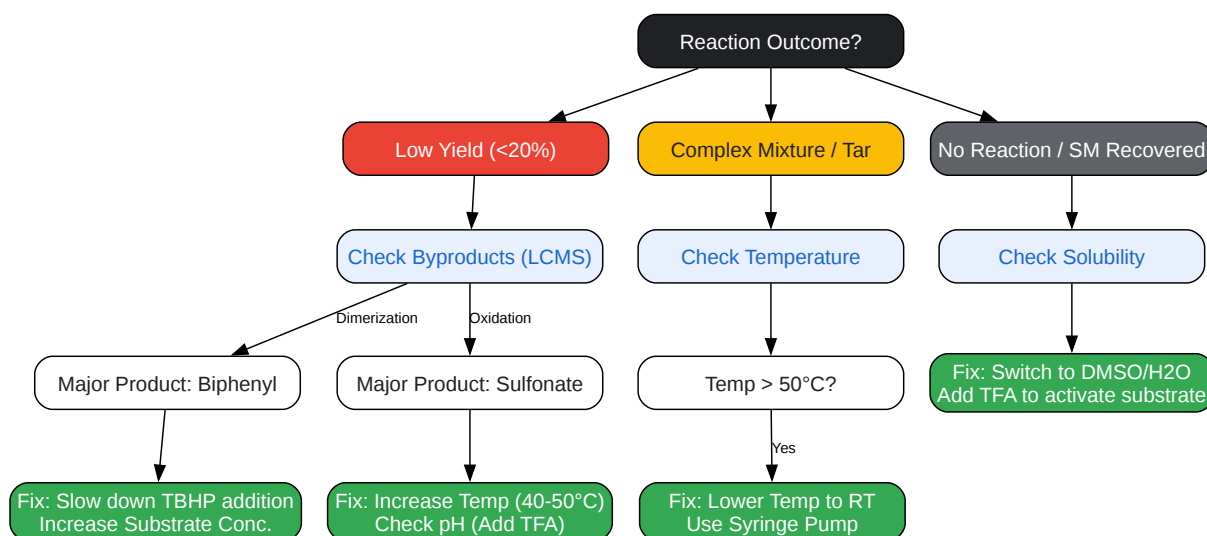 Reaction Outcome?
Low Yield (<20%)
Complex Mixture / Tar
No Reaction / SM Recovered
Check Byproducts (LCMS)
Check Temperature
Check Solubility
Dimerization
Oxidation
Major Product: Biphenyl
Major Product: Sulfonate
Temp > 50°C?
Fix: Switch to DMSO/H2O
Add TFA to activate substrate
Yes
Fix: Slow down TBHP addition
Increase Substrate Conc.
Fix: Increase Temp (40-50°C)
Check pH (Add TFA)
Fix: Lower Temp to RT
Use Syringe Pump